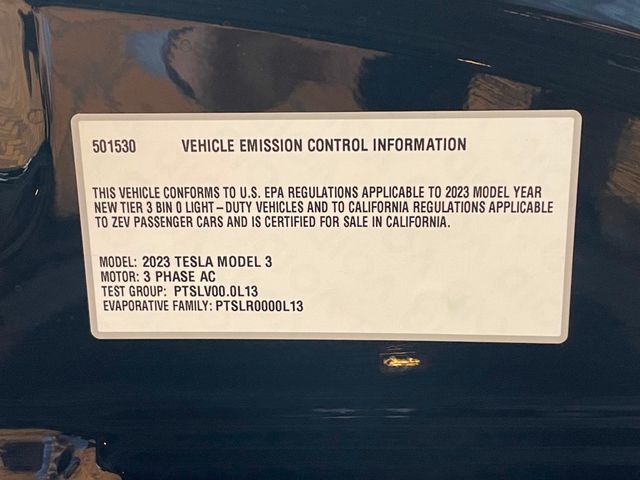 501530 VEHICLE EMISSION CONTROL INFORMATION
THIS VEHICLE CONFORMS TO U.S. EPA REGULATIONS APPLICABLE TO 2023 MODEL YEAR
NEW TIER 3 BIN 0 LIGHT-DUTY VEHICLES AND TO CALIFORNIA REGULATIONS APPLICABLE
TO ZEV PASSENGER CARS AND IS CERTIFIED FOR SALE IN CALIFORNIA.
MODEL: 2023 TESLA MODEL 3
MOTOR: 3 PHASE AC
TEST GROUP: PTSLV00.0L13
EVAPORATIVE FAMILY: PTSLR0000L13